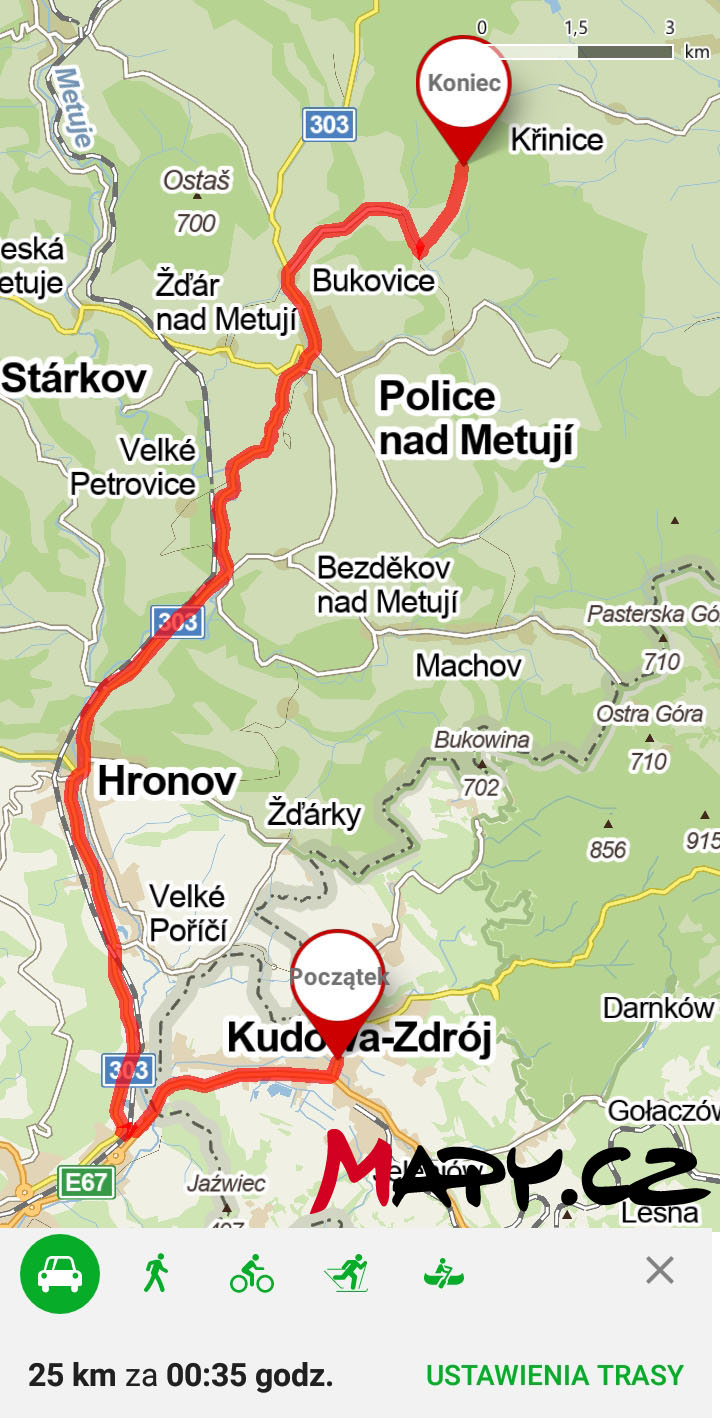 0 1,5 3
km
Koniec
Metuje
303
Křinice
Ostaš
700
eská
etuje
Žďár
nad Metují
Bukovice
Stárkov
Police
nad Metují
Velké
Petrovice
Bezděkov
nad Metují
303
Pasterska Gó
710
Machov
Ostra Góra
710
Bukowina
702
Hronov
Žďárky
856
915
Velké
Poříčí
Początek
Darnków
Kudowa-Zdrój
303
Gołaczów
E67
Jaźwiec
Mapy.cz
Lesna
25 km za 00:35 godz.
USTAWIENIA TRASY